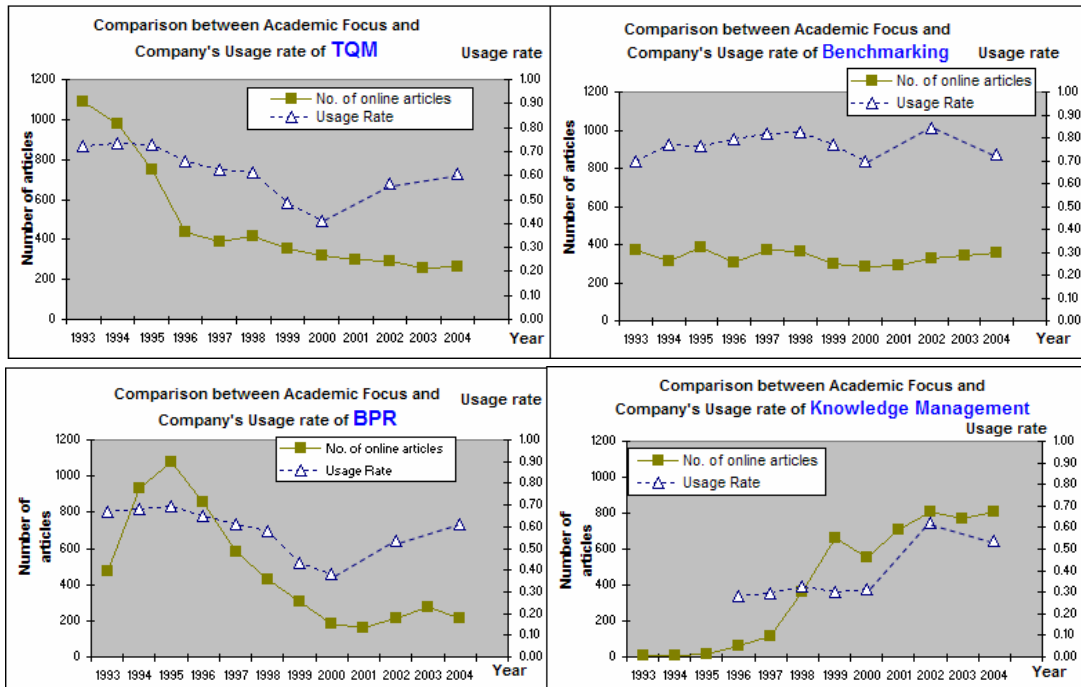 Comparison between Academic Focus and
Company's Usage rate of TQM
Usage rate
No. of online articles
Usage Rate
Number of articles
1200
1000
800
600
400
200
0
1.00
0.90
0.80
0.70
0.60
0.50
0.40
0.30
0.20
0.10
0.00
1993 1994 1995 1996 1997 1998 1999 2000 2001 2002 2003 2004
Year
Comparison between Academic Focus and
Company's Usage rate of Benchmarking
Usage rate
No. of online articles
Usage Rate
Number of articles
1200
1000
800
600
400
200
0
1.00
0.90
0.80
0.70
0.60
0.50
0.40
0.30
0.20
0.10
0.00
1993 1994 1995 1996 1997 1998 1999 2000 2001 2002 2003 2004
Year
Comparison between Academic Focus and
Company's Usage rate of BPR
Usage rate
No. of online articles
Usage Rate
Number of
articles
1200
1000
800
600
400
200
0
1.00
0.90
0.80
0.70
0.60
0.50
0.40
0.30
0.20
0.10
0.00
1993 1994 1995 1996 1997 1998 1999 2000 2001 2002 2003 2004
Year
Comparison between Academic Focus and
Company's Usage rate of Knowledge Management
Usage rate
No. of online articles
Usage Rate
Number of
articles
1200
1000
800
600
400
200
0
1.00
0.90
0.80
0.70
0.60
0.50
0.40
0.30
0.20
0.10
0.00
1993 1994 1995 1996 1997 1998 1999 2000 2001 2002 2003 2004
Year